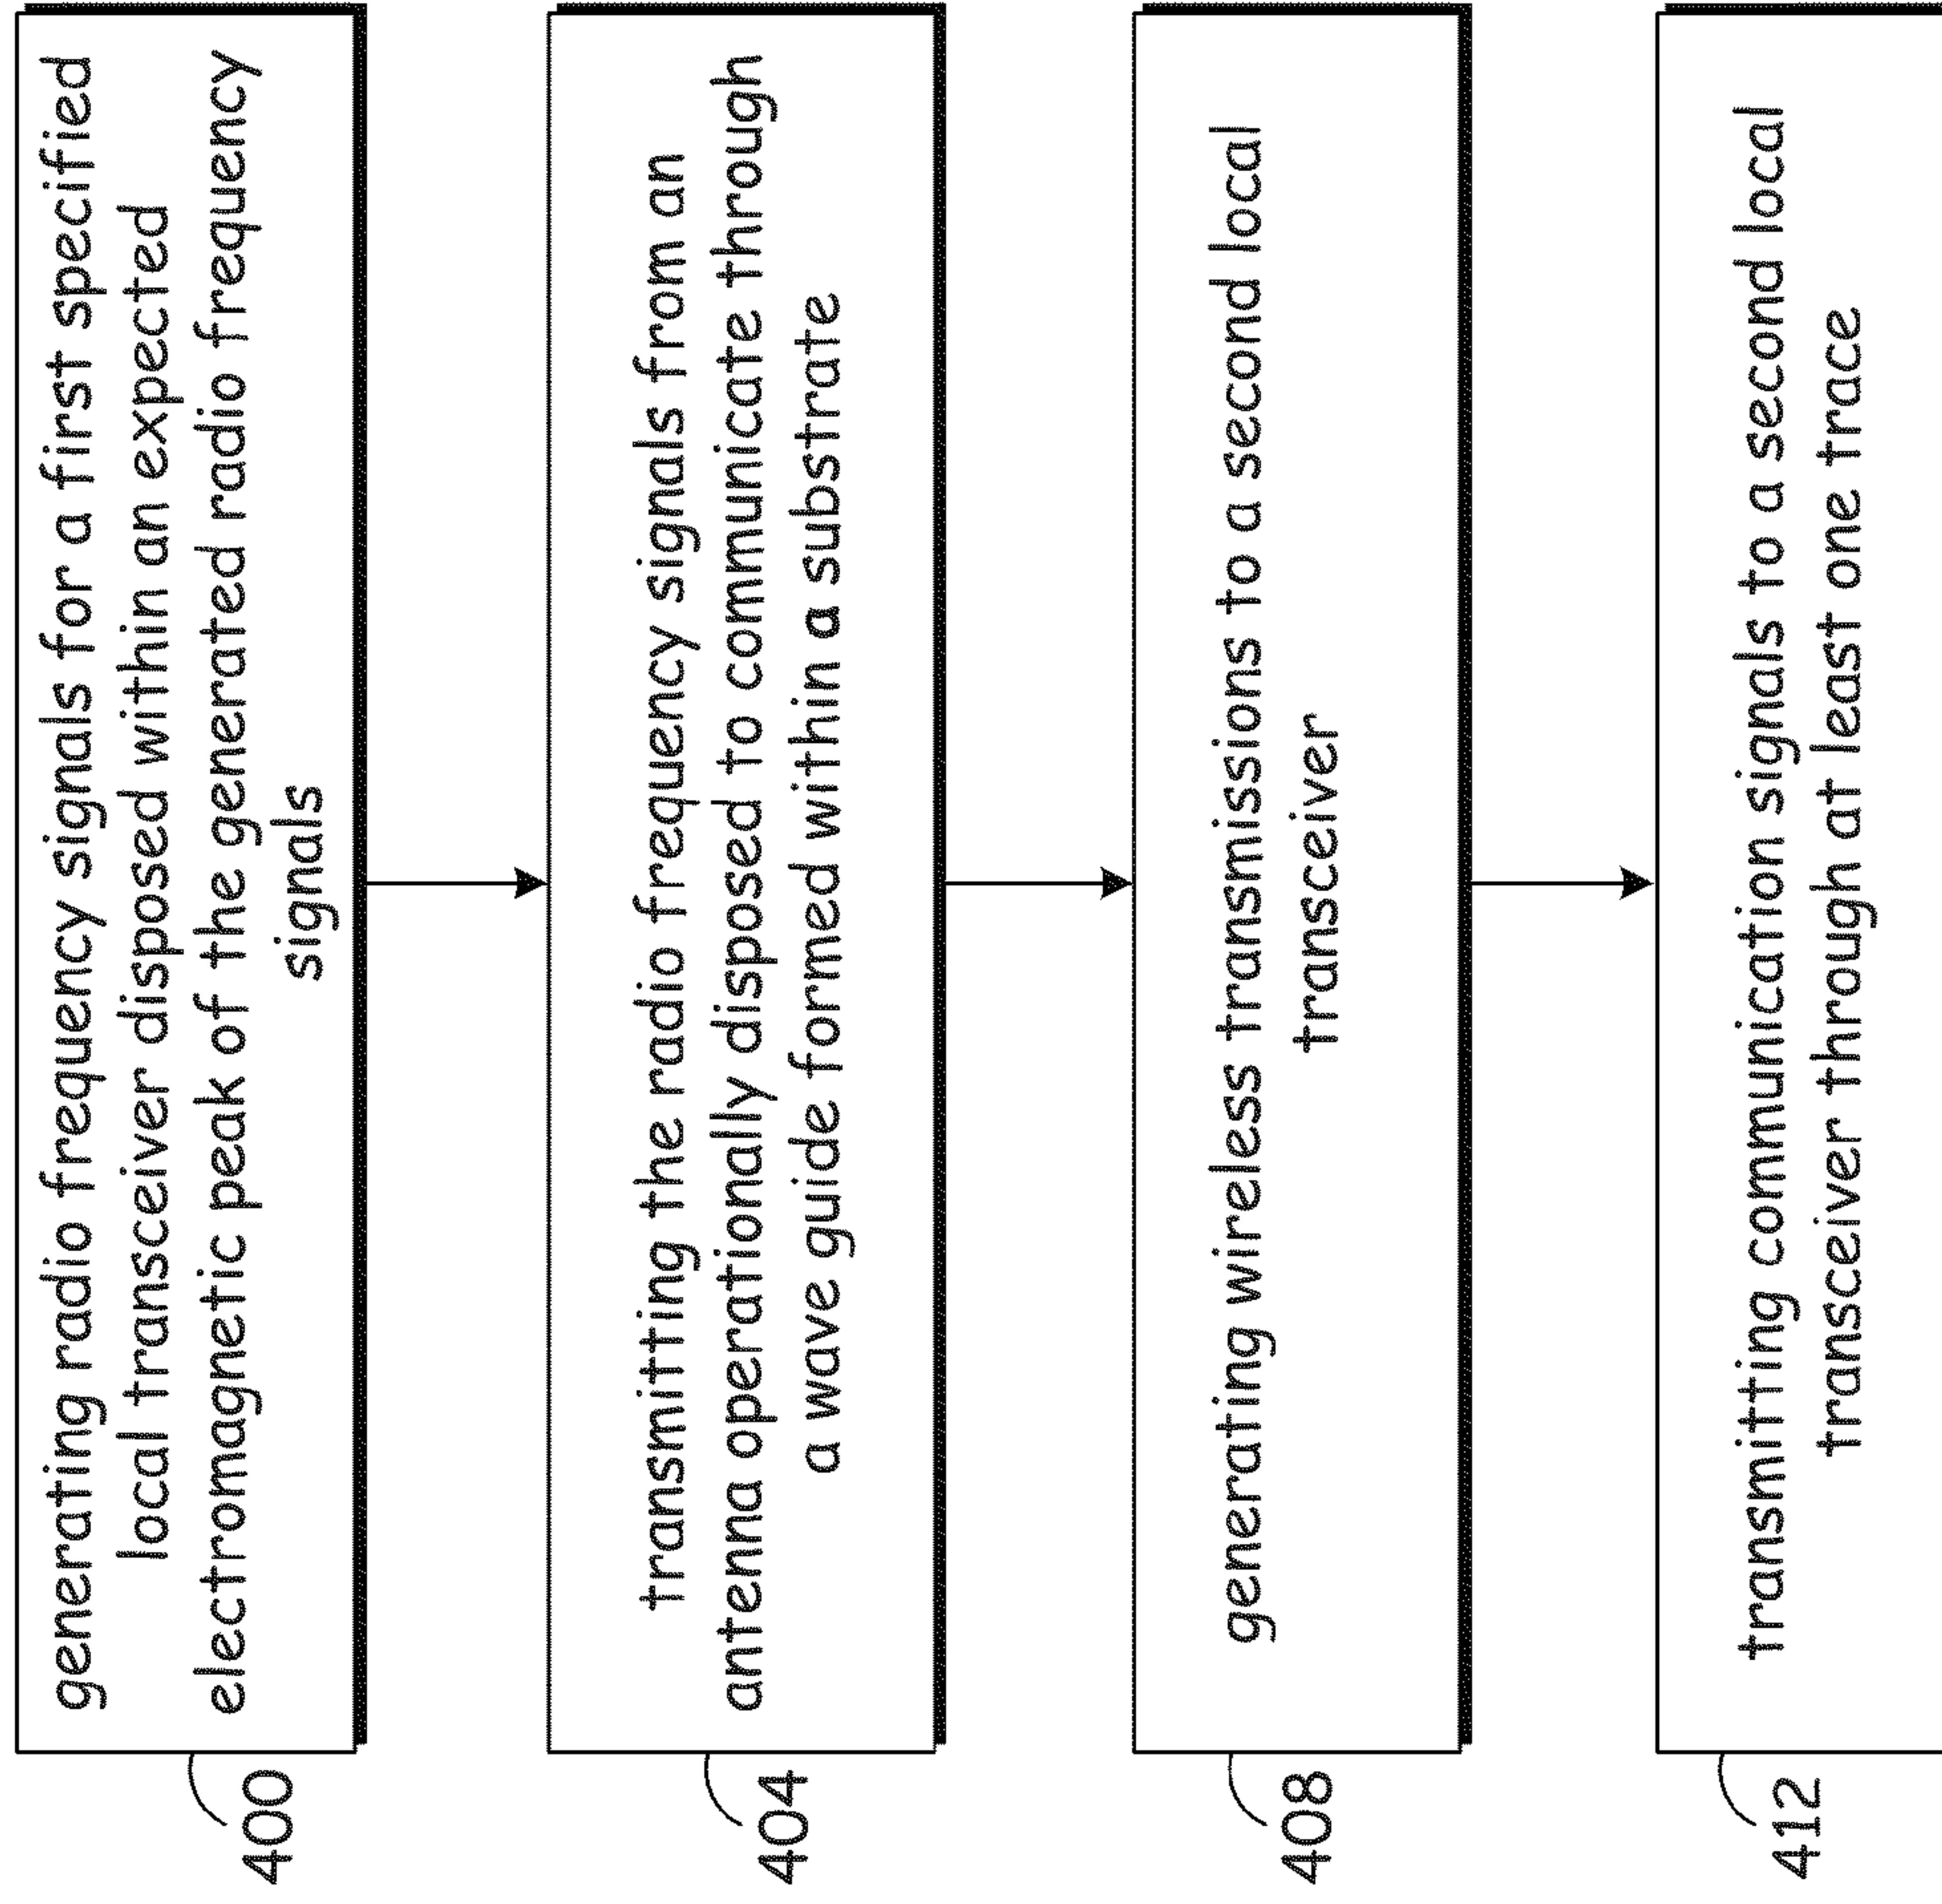 generating radio frequency signals for a first specified
local transceiver disposed within an expected
electromagnetic peak of the generated radio frequency
signals
400
transmitting the radio frequency signals from an
antenna operationally disposed to communicate through
a wave guide formed within a substrate
404
generating wireless transmissions to a second local
transceiver
408
transmitting communication signals to a second local
transceiver through at least one trace
412